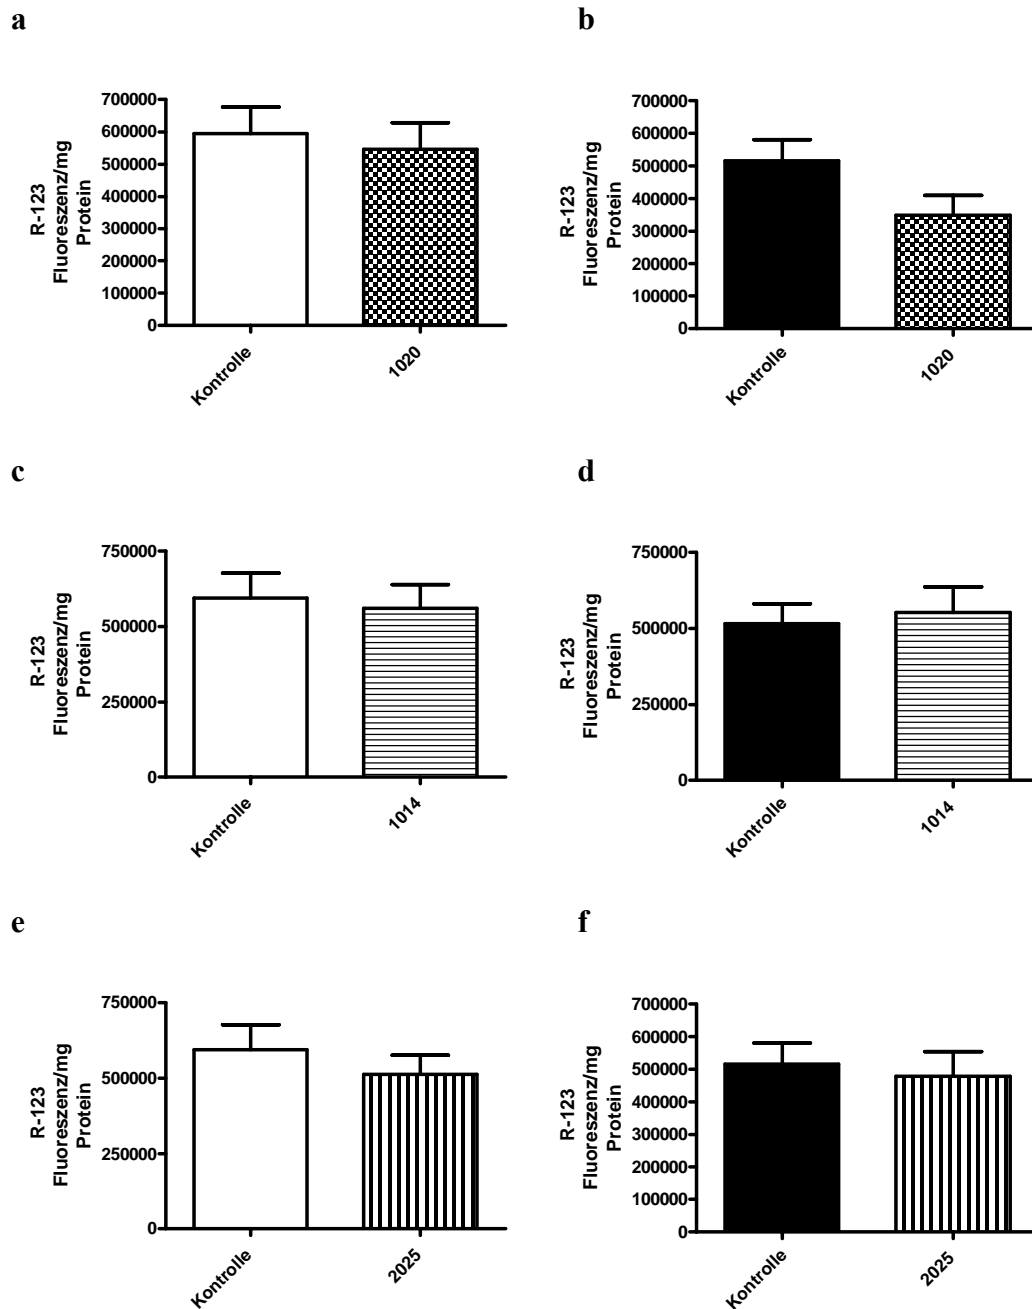 a
R-123
Fluoreszenz/mg
Protein
700000
600000
500000
400000
300000
200000
100000
0
Kontrolle
1020
b
R-123
Fluoreszenz/mg
Protein
700000
600000
500000
400000
300000
200000
100000
0
Kontrolle
1020
c
R-123
Fluoreszenz/mg
Protein
750000
500000
250000
0
Kontrolle
1014
d
R-123
Fluoreszenz/mg
Protein
750000
500000
250000
0
Kontrolle
1014
e
R-123
Fluoreszenz/mg
Protein
750000
500000
250000
0
Kontrolle
2025
f
R-123
Fluoreszenz/mg
Protein
700000
600000
500000
400000
300000
200000
100000
0
Kontrolle
2025